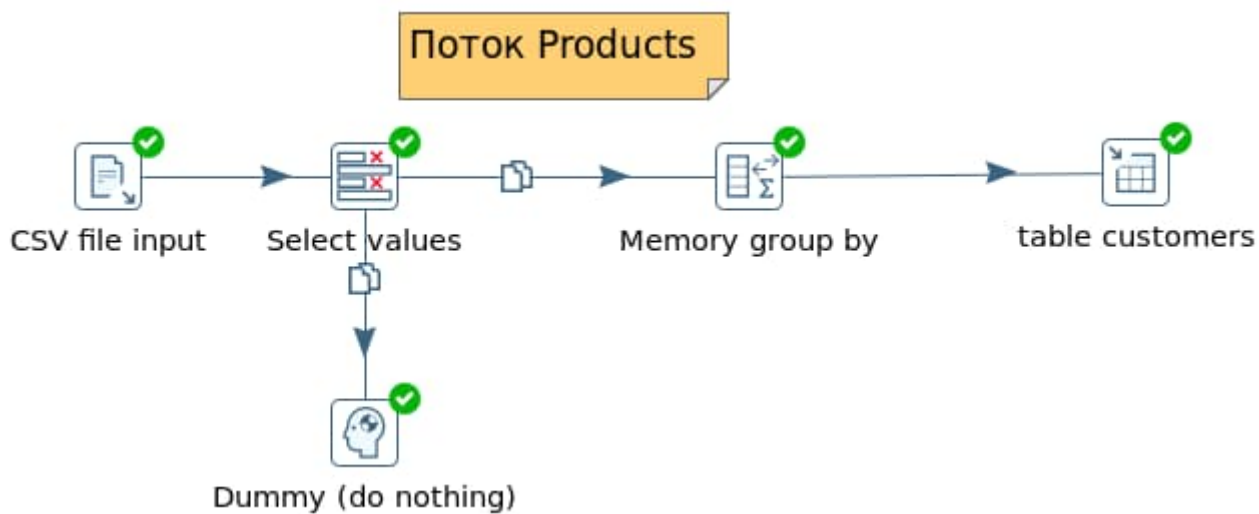 Поток Products
CSV file input
Select values
Memory group by
table customers
Dummy (do nothing)